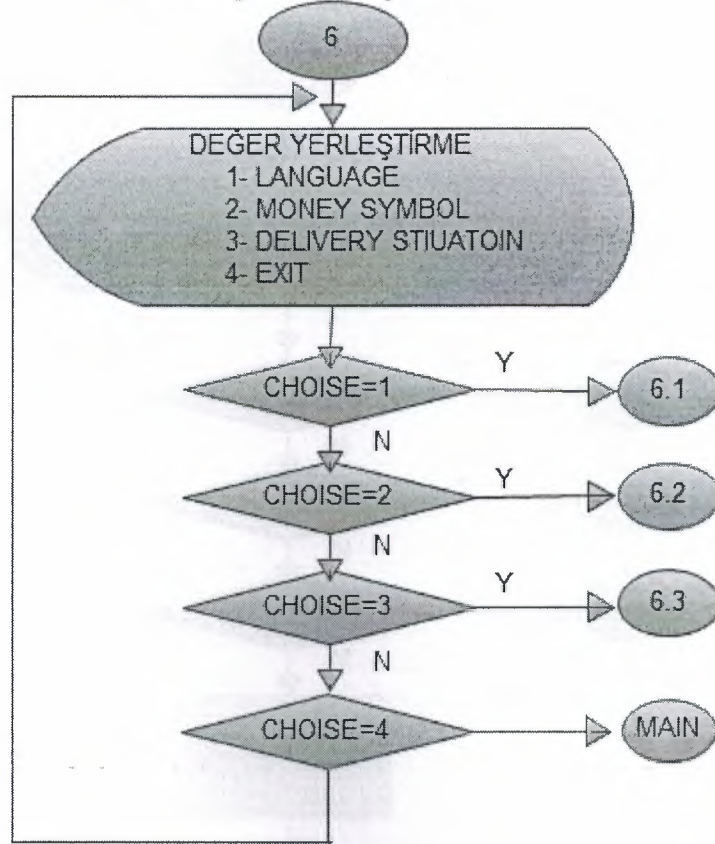 6
DEĞER YERLEŞTİRME
1- LANGUAGE
2- MONEY SYMBOL
3- DELIVERY STIUATOIN
4- EXIT
CHOISE=1
Y
6.1
N
CHOISE=2
Y
6.2
N
CHOISE=3
Y
6.3
N
CHOISE=4
MAIN